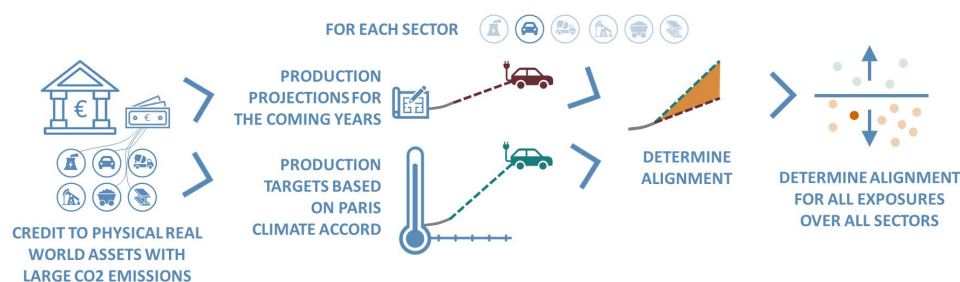 FOR EACH SECTOR
€
€
CREDIT TO PHYSICAL REAL
WORLD ASSETS WITH
LARGE CO2 EMISSIONS
PRODUCTION
PROJECTIONS FOR
THE COMING YEARS
PRODUCTION
TARGETS BASED
ON PARIS
CLIMATE ACCORD
DETERMINE
ALIGNMENT
DETERMINE ALIGNMENT
FOR ALL EXPOSURES
OVER ALL SECTORS